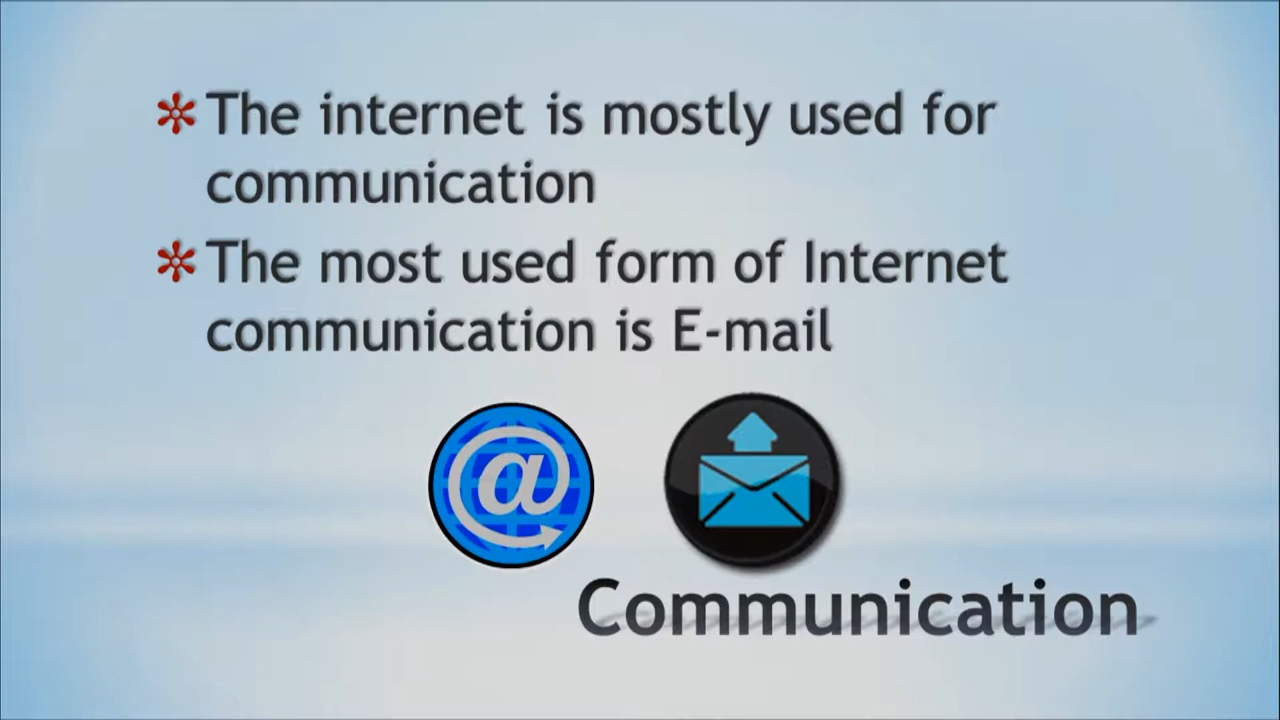 The internet is mostly used for
communication
The most used form of Internet
communication is E-mail
@
Communication